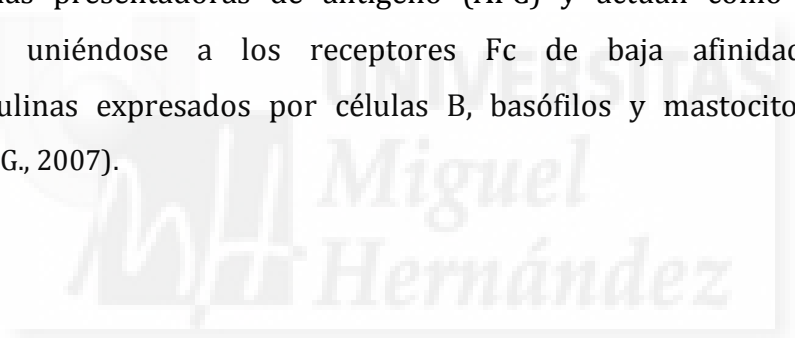 presentadoras de antígeno (APC) y actúan como
uniéndose a los receptores Fc de baja afinidad
ulinas expresados por células B, basófilos y mastocito
G., 2007).
UNIVERSITAS
Miguel
Hernández